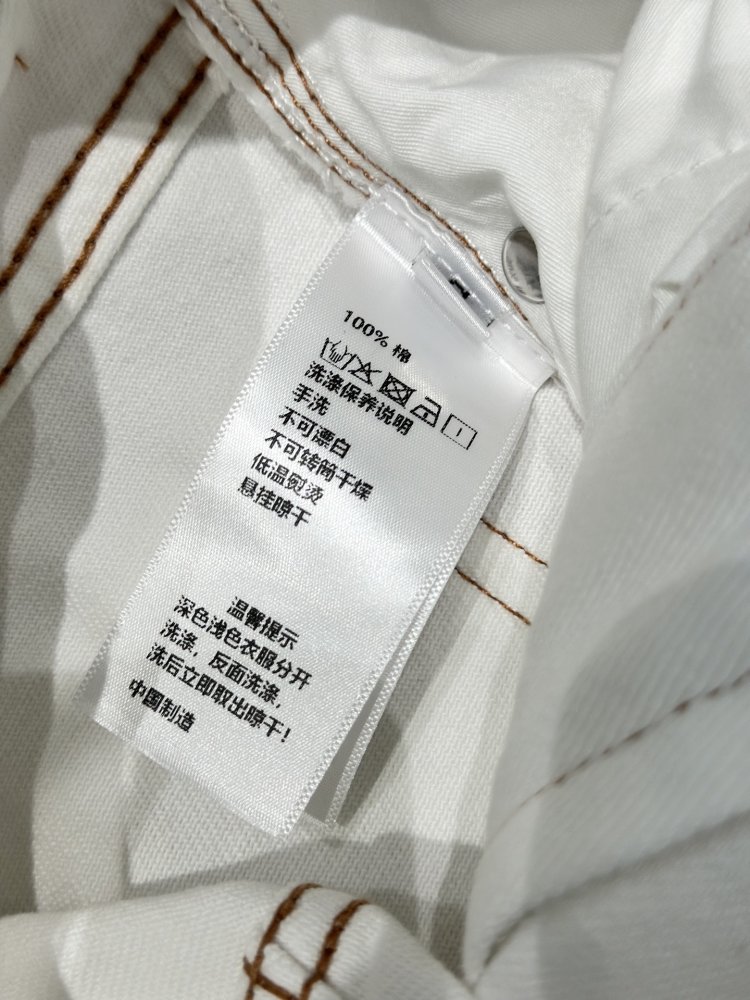 100% 棉
洗涤保养说明
手洗
不可漂白
不可转筒干燥
低温熨烫
悬挂晾干
温馨提示
深色浅色衣服分开
洗涤，反面洗涤，
洗后立即取出晾干！
中国制造